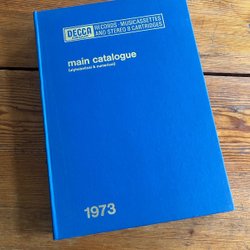 DECCA
RECORDS · MUSICASSETTES
AND STEREO 8 CARTRIDGES
main catalogue
(alphabetical & numerical)
1973